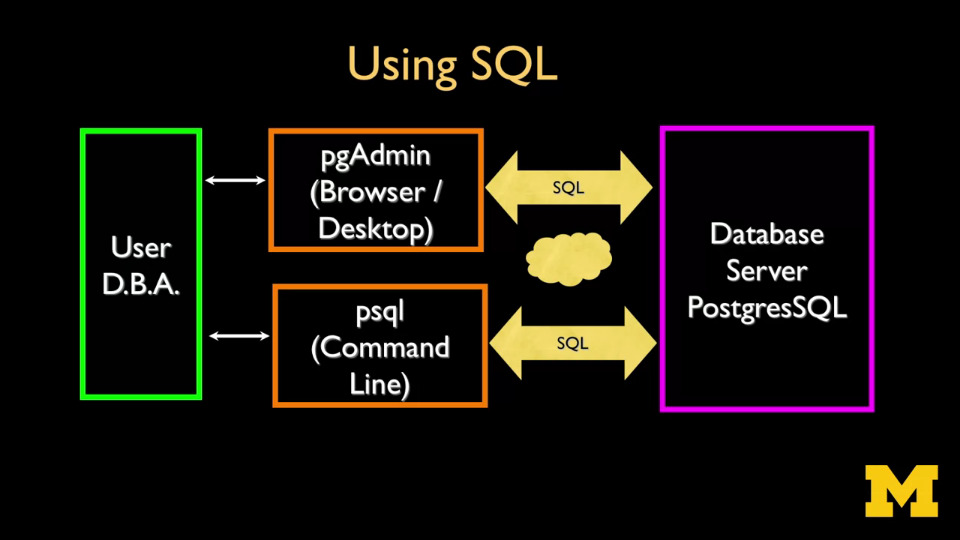 Using SQL
User
D.B.A.
pgAdmin
(Browser /
Desktop)
psql
(Command
Line)
SQL
SQL
Database
Server
PostgresSQL
M